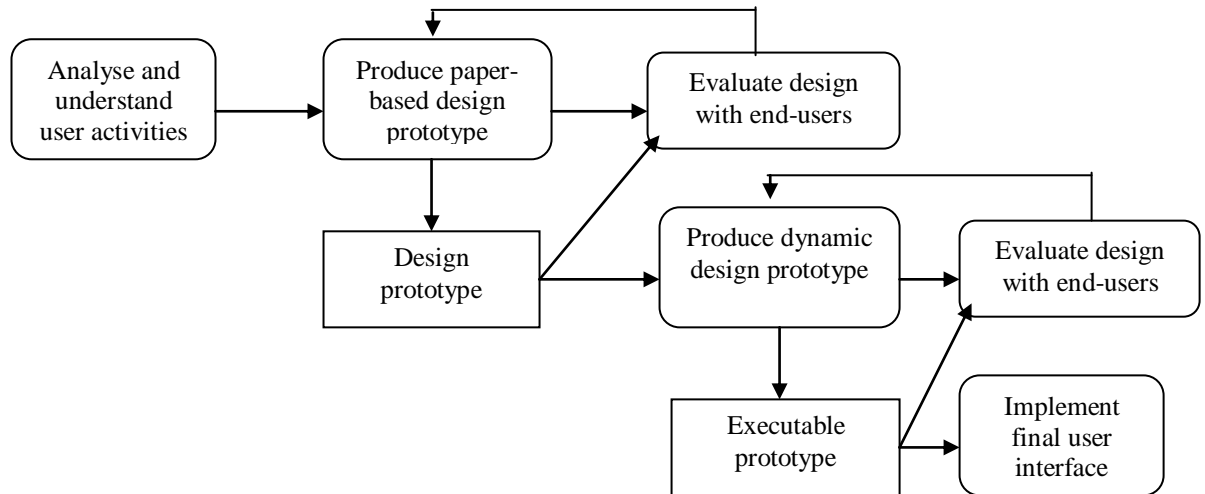 Analyse and
understand
user activities
Produce paper-
based design
prototype
Evaluate design
with end-users
Design
prototype
Produce dynamic
design prototype
Evaluate design
with end-users
Executable
prototype
Implement
final user
interface